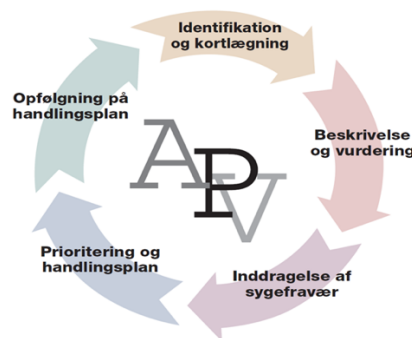 Identifikation
og kortlægning
Beskrivelse
og vurdering
Inddragelse af
sygefravær
Prioritering og
handlingsplan
Opfølgning på
handlingsplan
APV